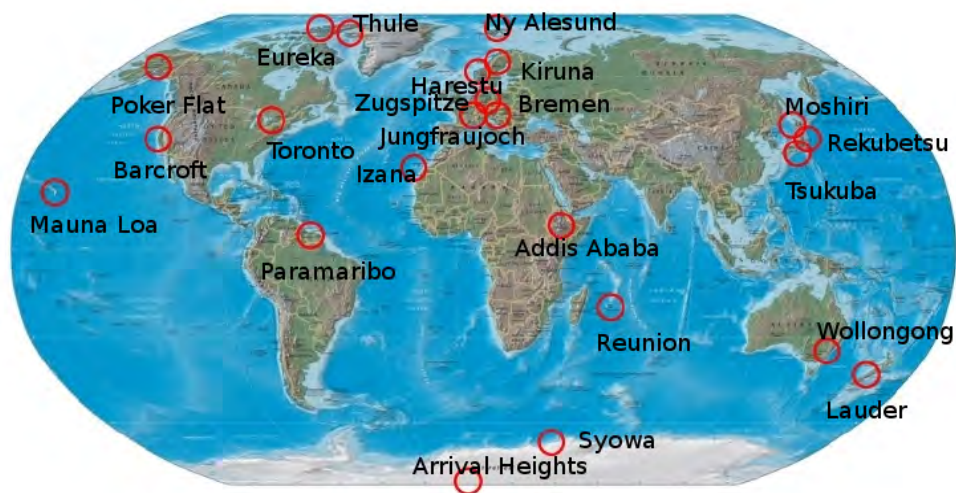 Thule
Ny Alesund
Eureka
Kiruna
Harestu
Poker Flat
Zugspitze
Bremen
Moshiri
Jungfraujoch
Toronto
Rekubetsu
Barcroft
Izana
Tsukuba
Mauna Loa
Addis Ababa
Paramaribo
Reunion
Wollongong
Lauder
Syowa
Arrival Heights